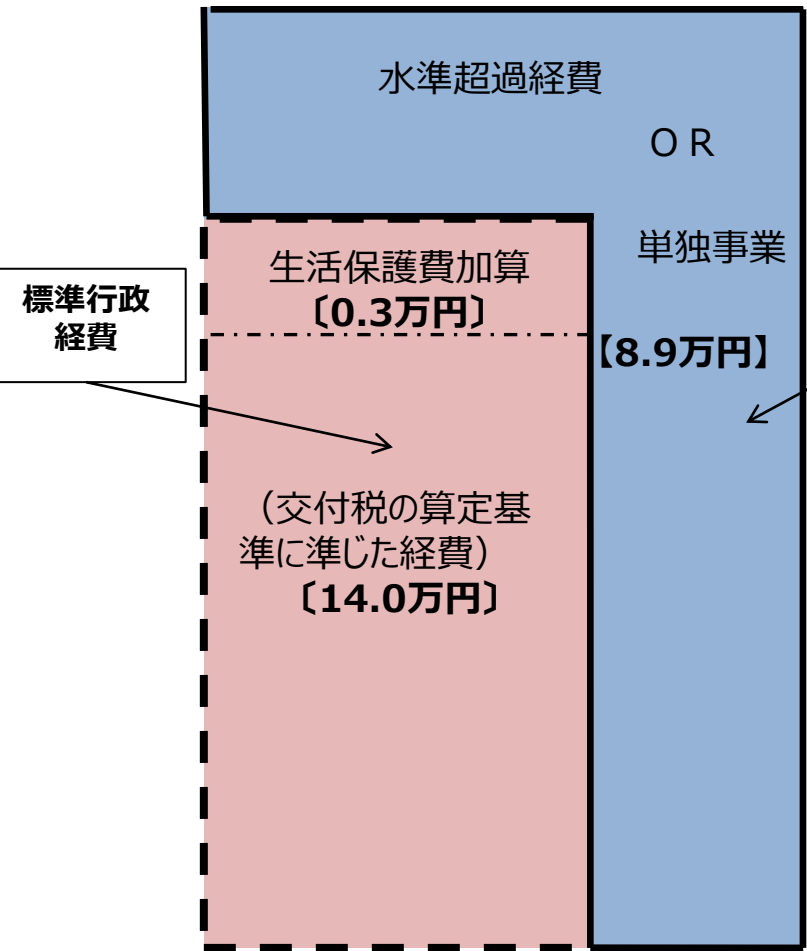 水準超過経費
OR
単独事業
【8.9万円】
標準行政
経費
生活保護費加算
〔0.3万円〕
（交付税の算定基
準に準じた経費）
〔14.0万円〕